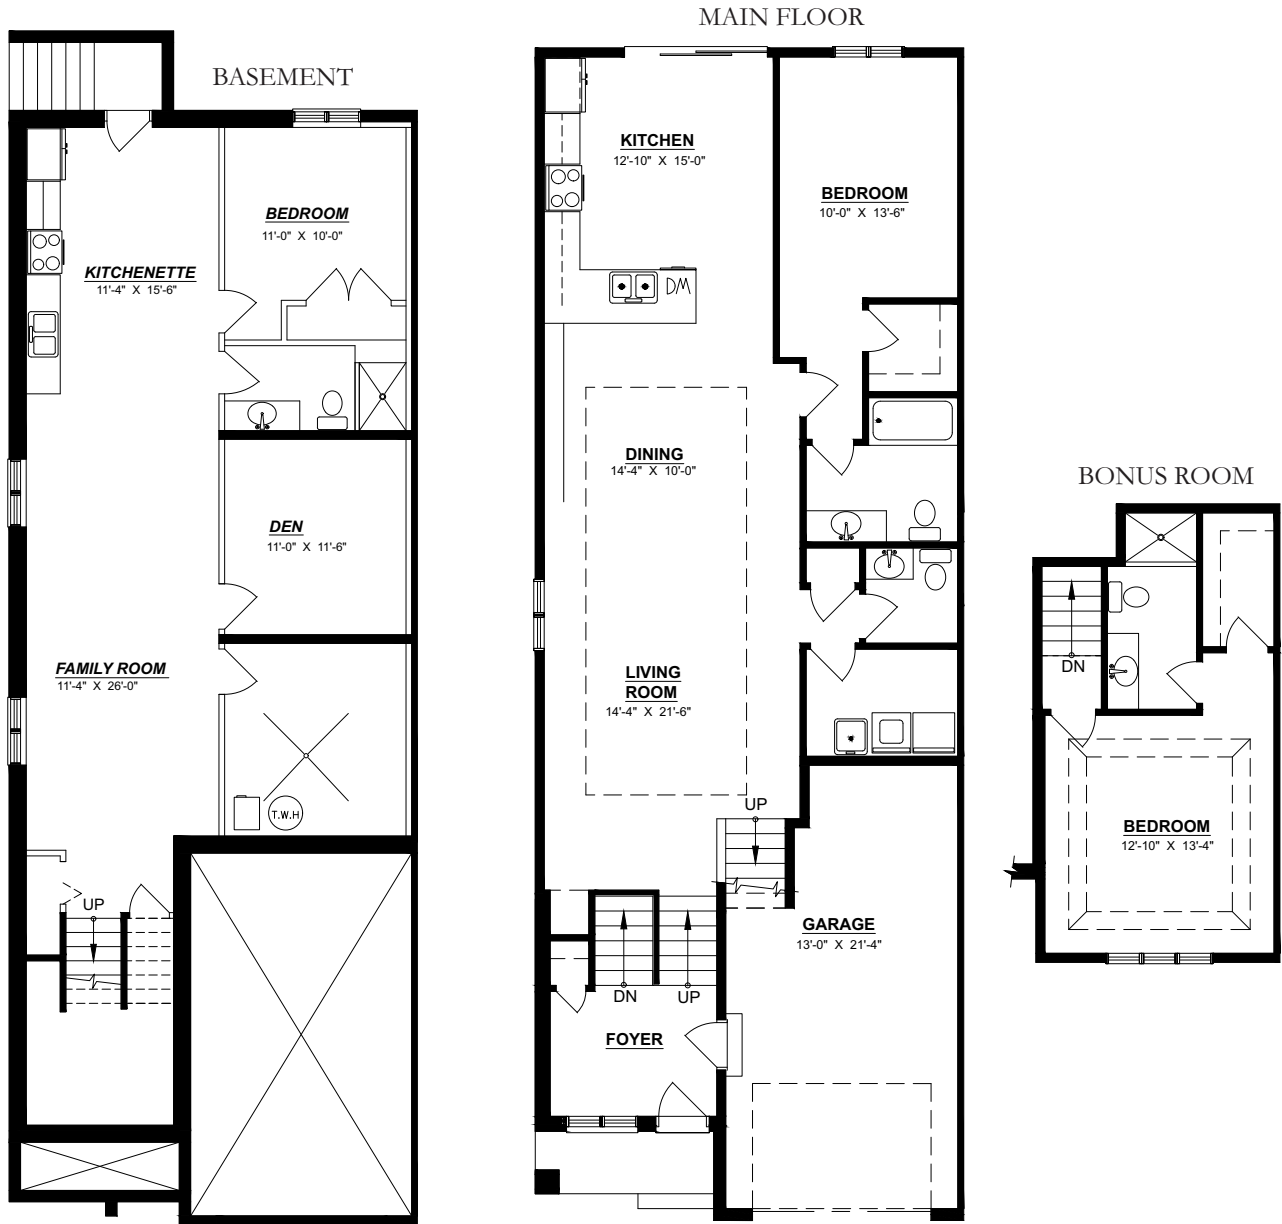 MAIN FLOOR
BASEMENT
BEDROOM
11'-0" X 10'-0"
KITCHENETTE
11'-4" X 15'-6"
DEN
11'-0" X 11'-6"
FAMILY ROOM
11'-4" X 26'-0"
T.W.H
UP
KITCHEN
12'-10" X 15'-0"
BEDROOM
10'-0" X 13'-6"
DM
DINING
14'-4" X 10'-0"
LIVING
ROOM
14'-4" X 21'-6"
UP
GARAGE
13'-0" X 21'-4"
DN
UP
FOYER
BONUS ROOM
DN
BEDROOM
12'-10" X 13'-4"